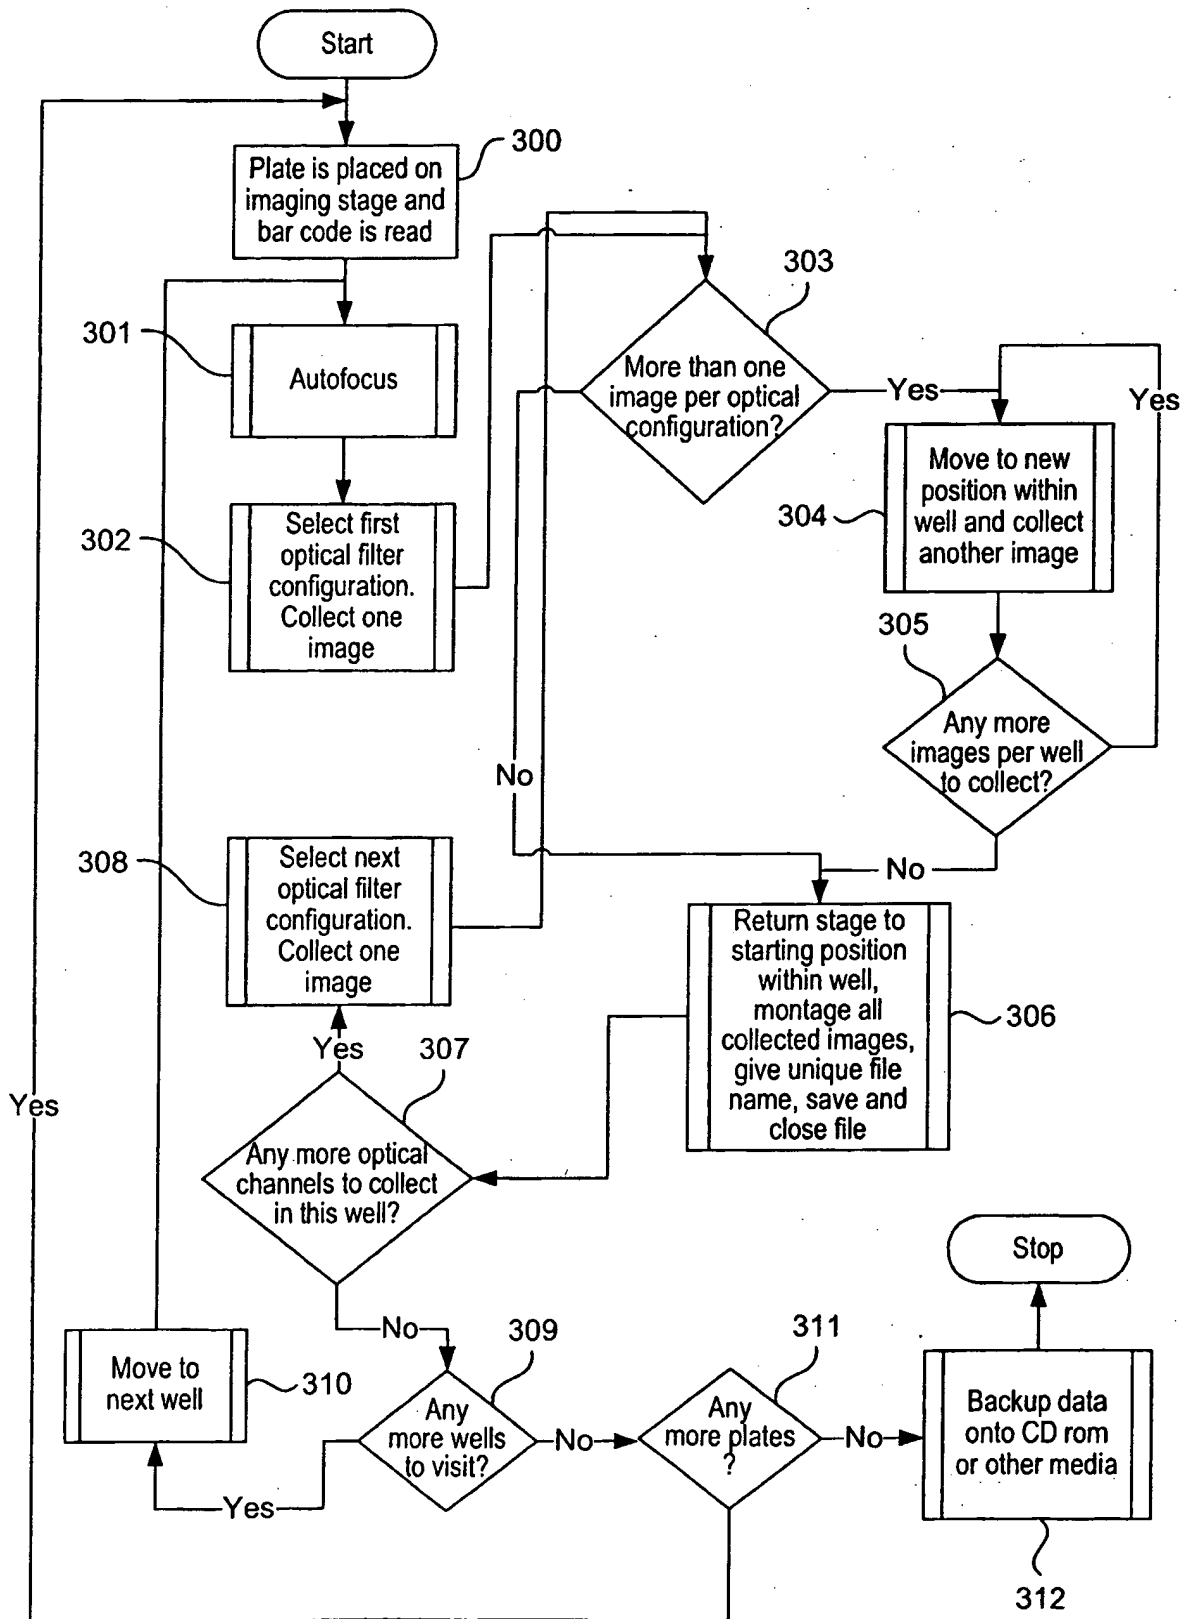 Start
300
Plate is placed on
imaging stage and
bar code is read
301
Autofocus
302
Select first
optical filter
configuration.
Collect one
image
303
More than one
image per optical
configuration?
Yes
Yes
304
Move to new
position within
well and collect
another image
305
Any more
images per well
to collect?
No
No
308
Select next
optical filter
configuration.
Collect one
image
Return stage to
starting position
within well,
montage all
collected images,
give unique file
name, save and
close file
306
Yes
307
Any more optical
channels to collect
in this well?
Yes
No
Move to
next well
310
309
Any
more wells
to visit?
Yes
No
311
Any
more plates
?
No
Backup data
onto CD rom
or other media
312
Stop